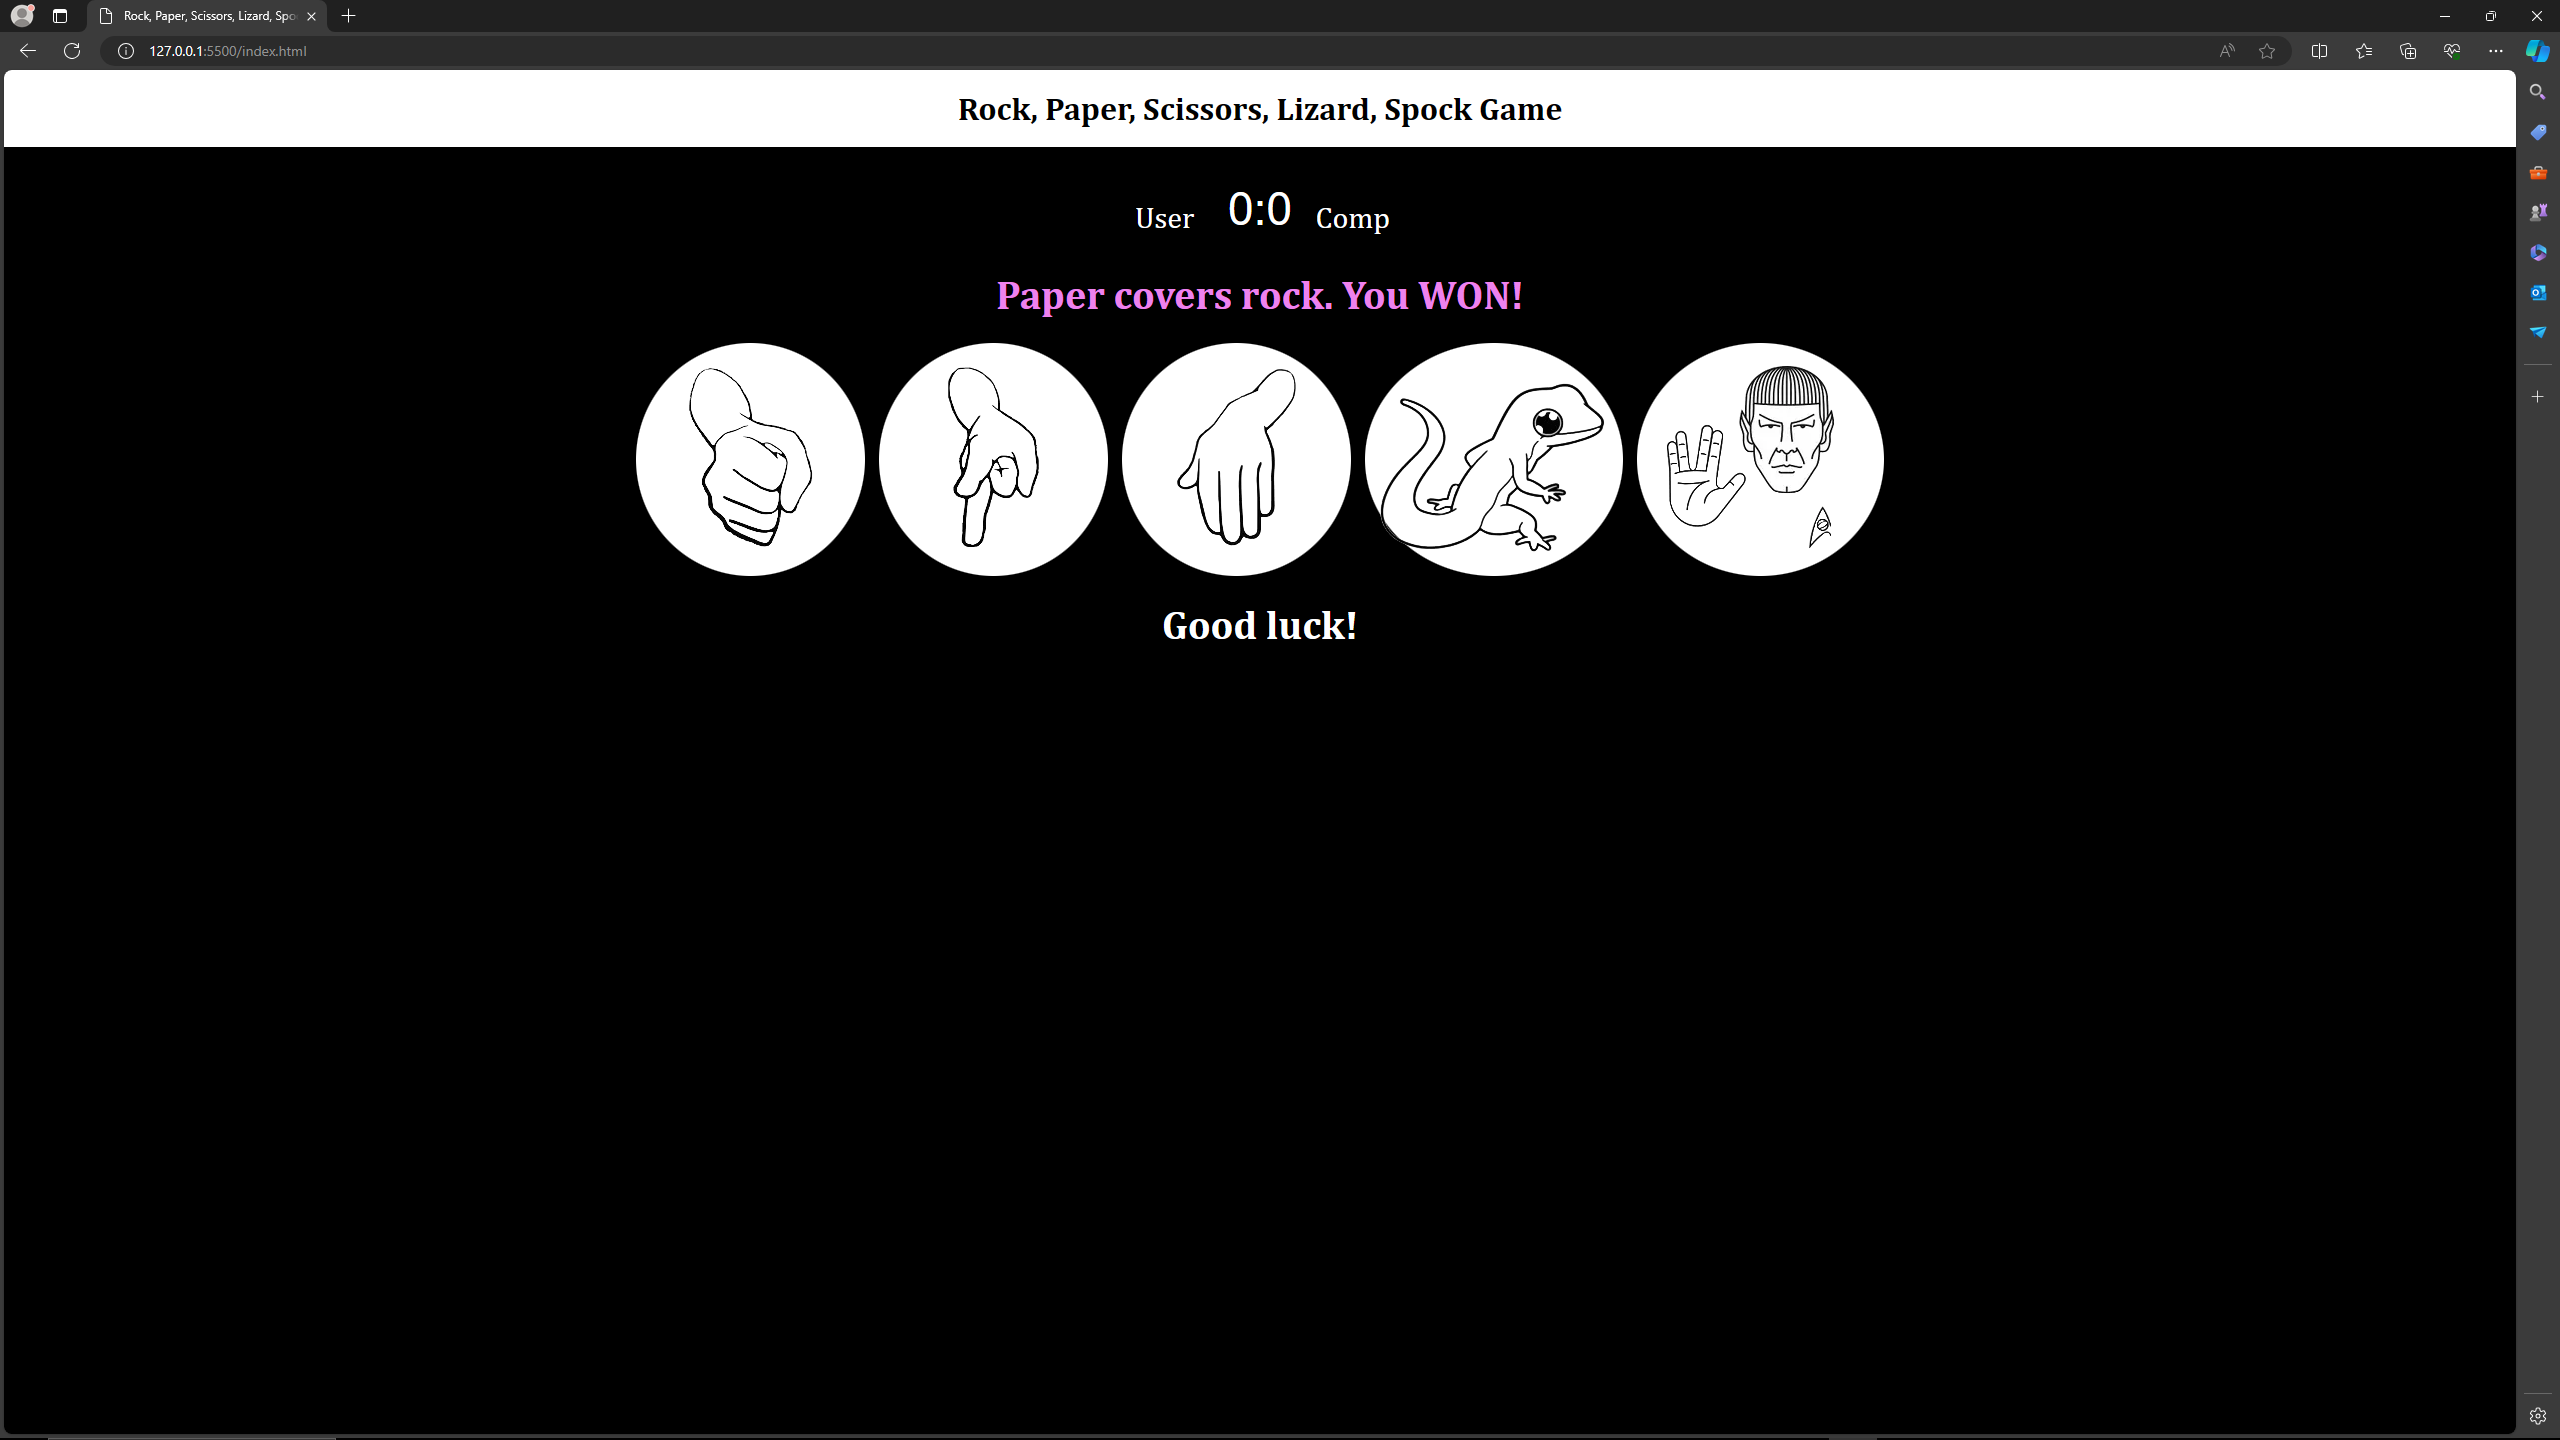 Rock, Paper, Scissors, Lizard, Spo
127.0.0.1:5500/index.html
Rock, Paper, Scissors, Lizard, Spock Game
User 0:0 Comp
Paper covers rock. You WON!
Good luck!